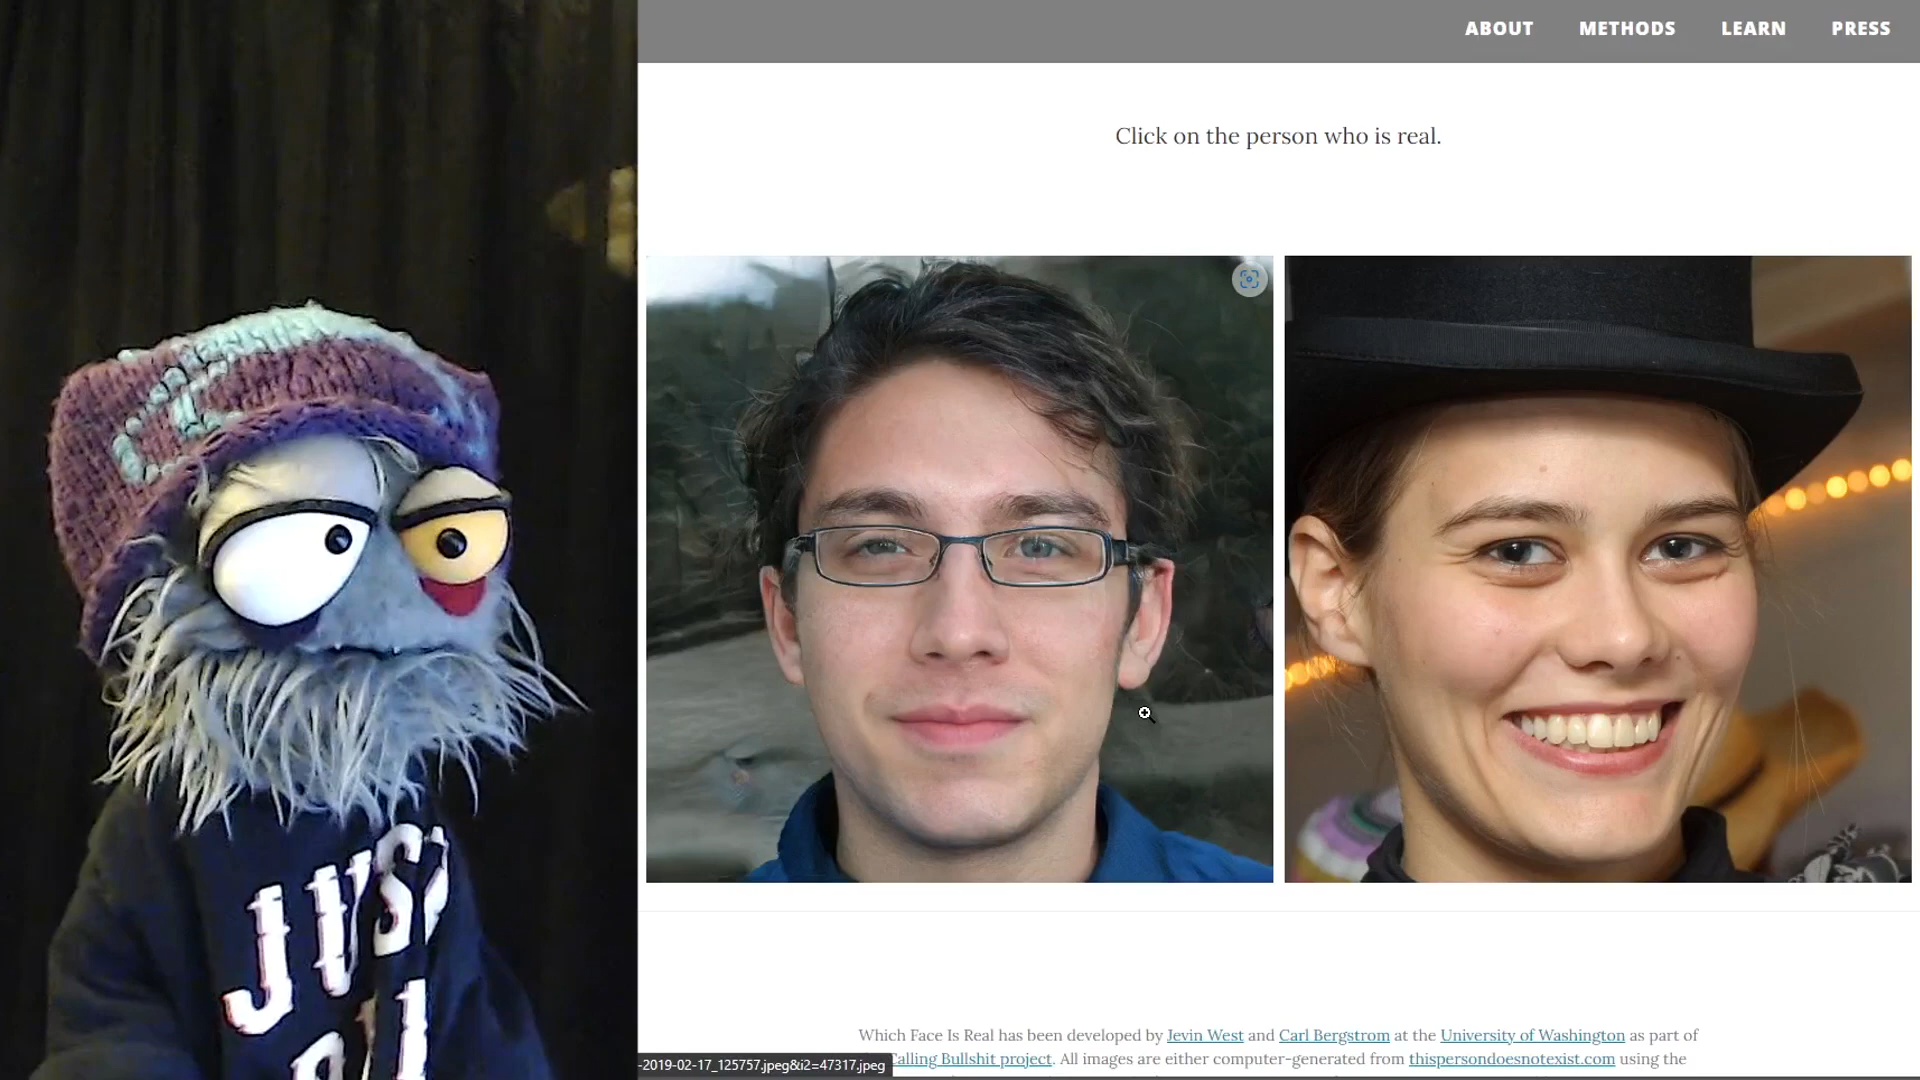 ABOUT METHODS LEARN PRESS
Click on the person who is real.
JUST
Which Face Is Real has been developed by Jevin West and Carl Bergstrom at the University of Washington as part of
Calling Bullshit project. All images are either computer-generated from thispersondoesnotexist.com using the
-2019-02-17_125757.jpeg&i2=47317.jpeg